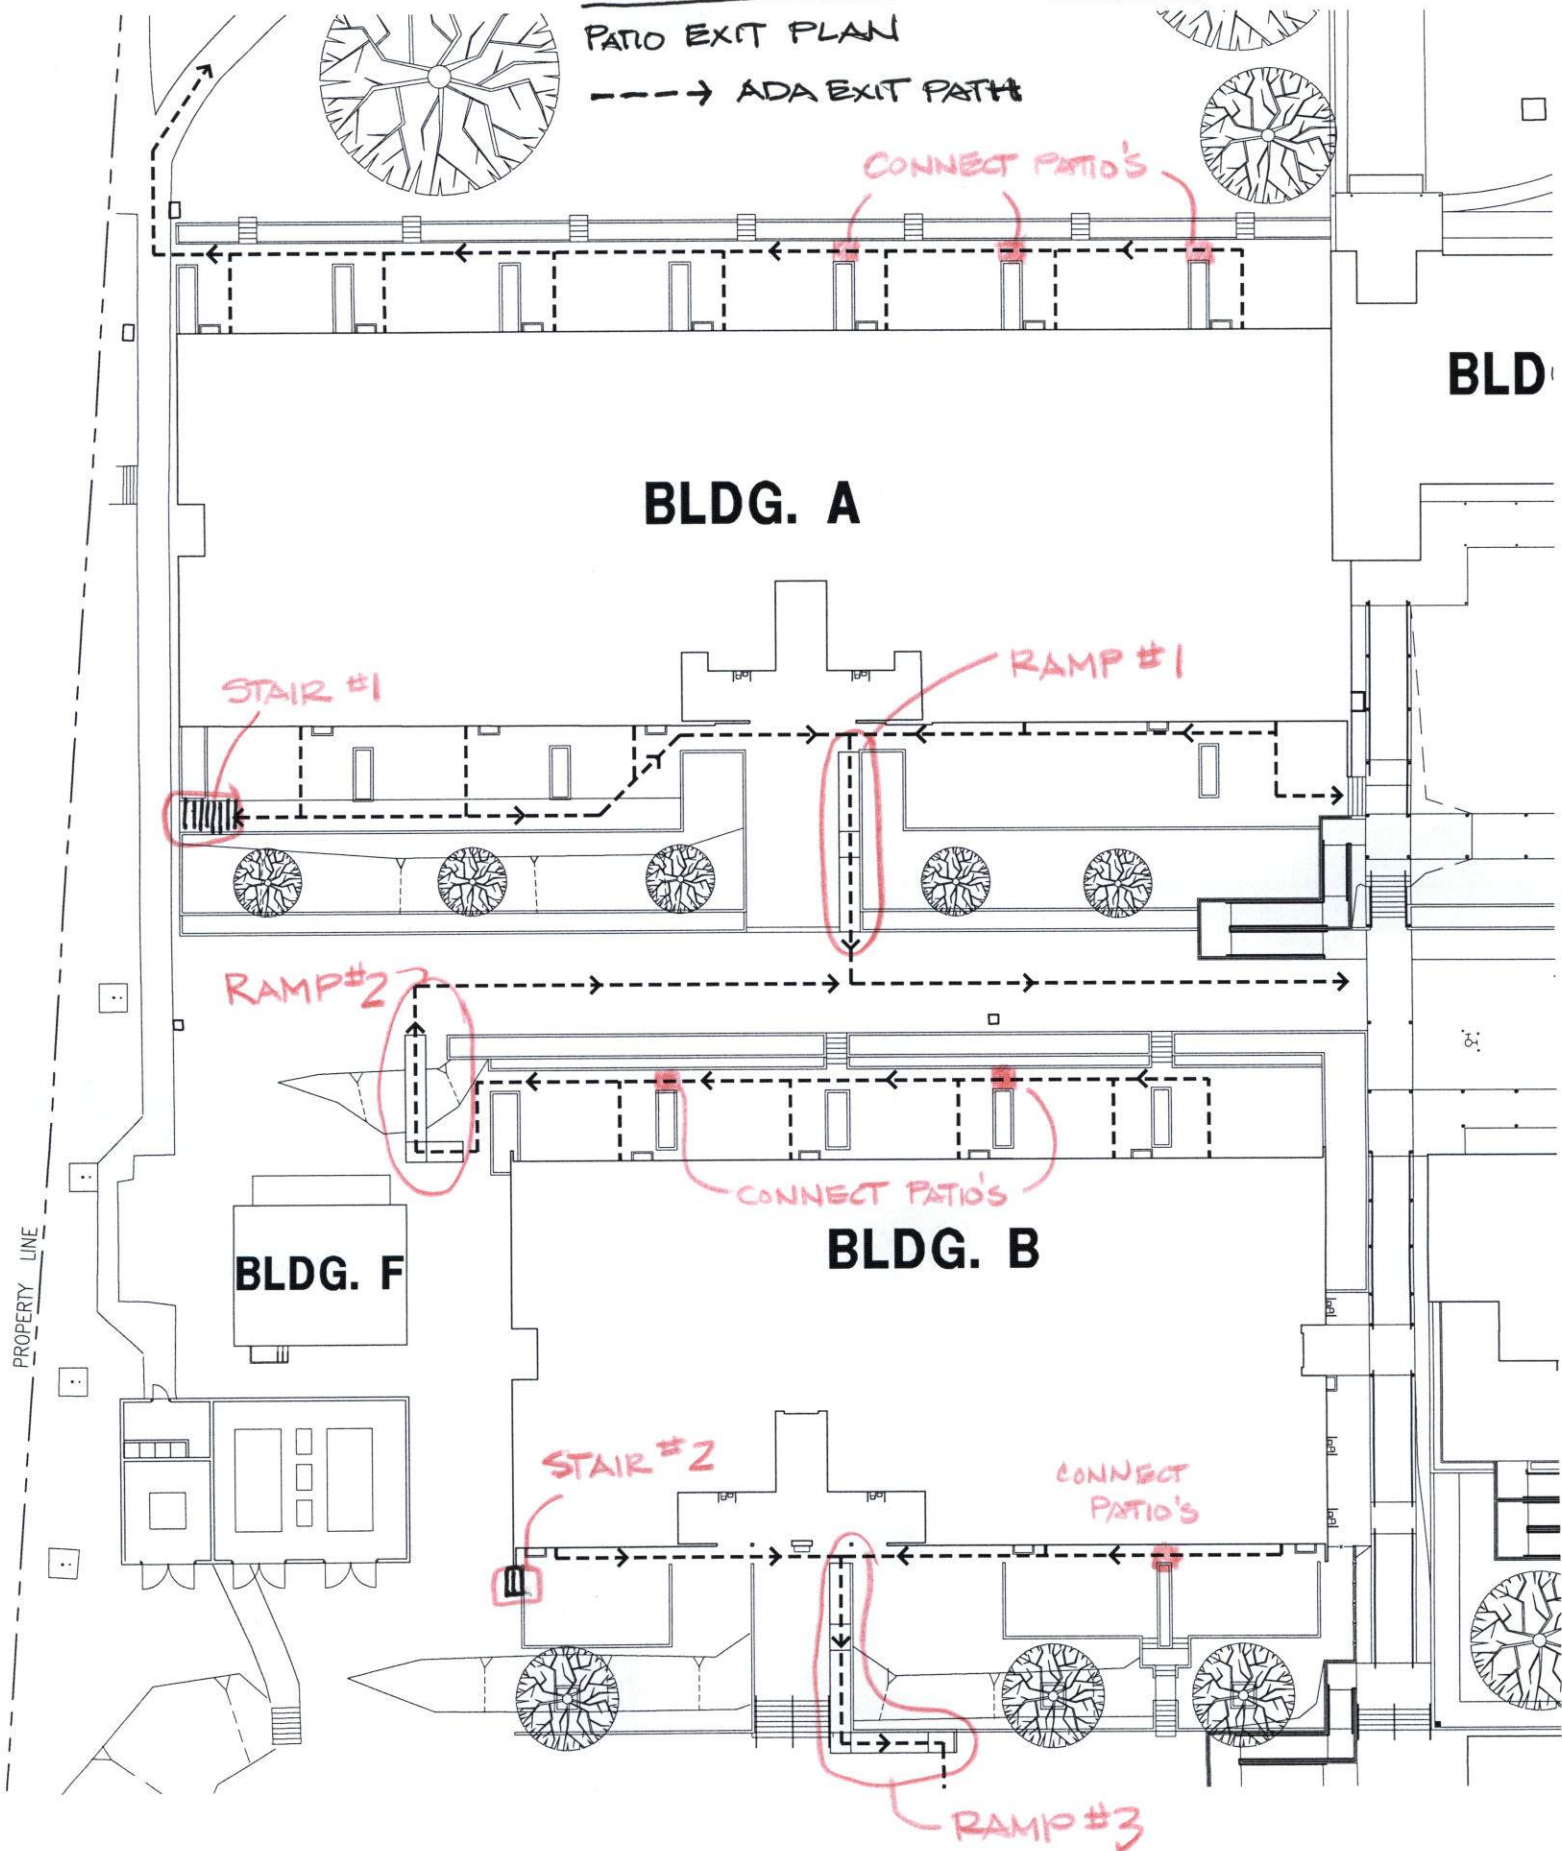 PATIO EXIT PLAN
----> ADA EXIT PATH
CONNECT PATIO'S
BLD
BLDG. A
STAIR #1
RAMP #1
RAMP #2
CONNECT PATIO'S
BLDG. B
BLDG. F
PROPERTY LINE
STAIR #2
CONNECT
PATIO'S
RAMP #3